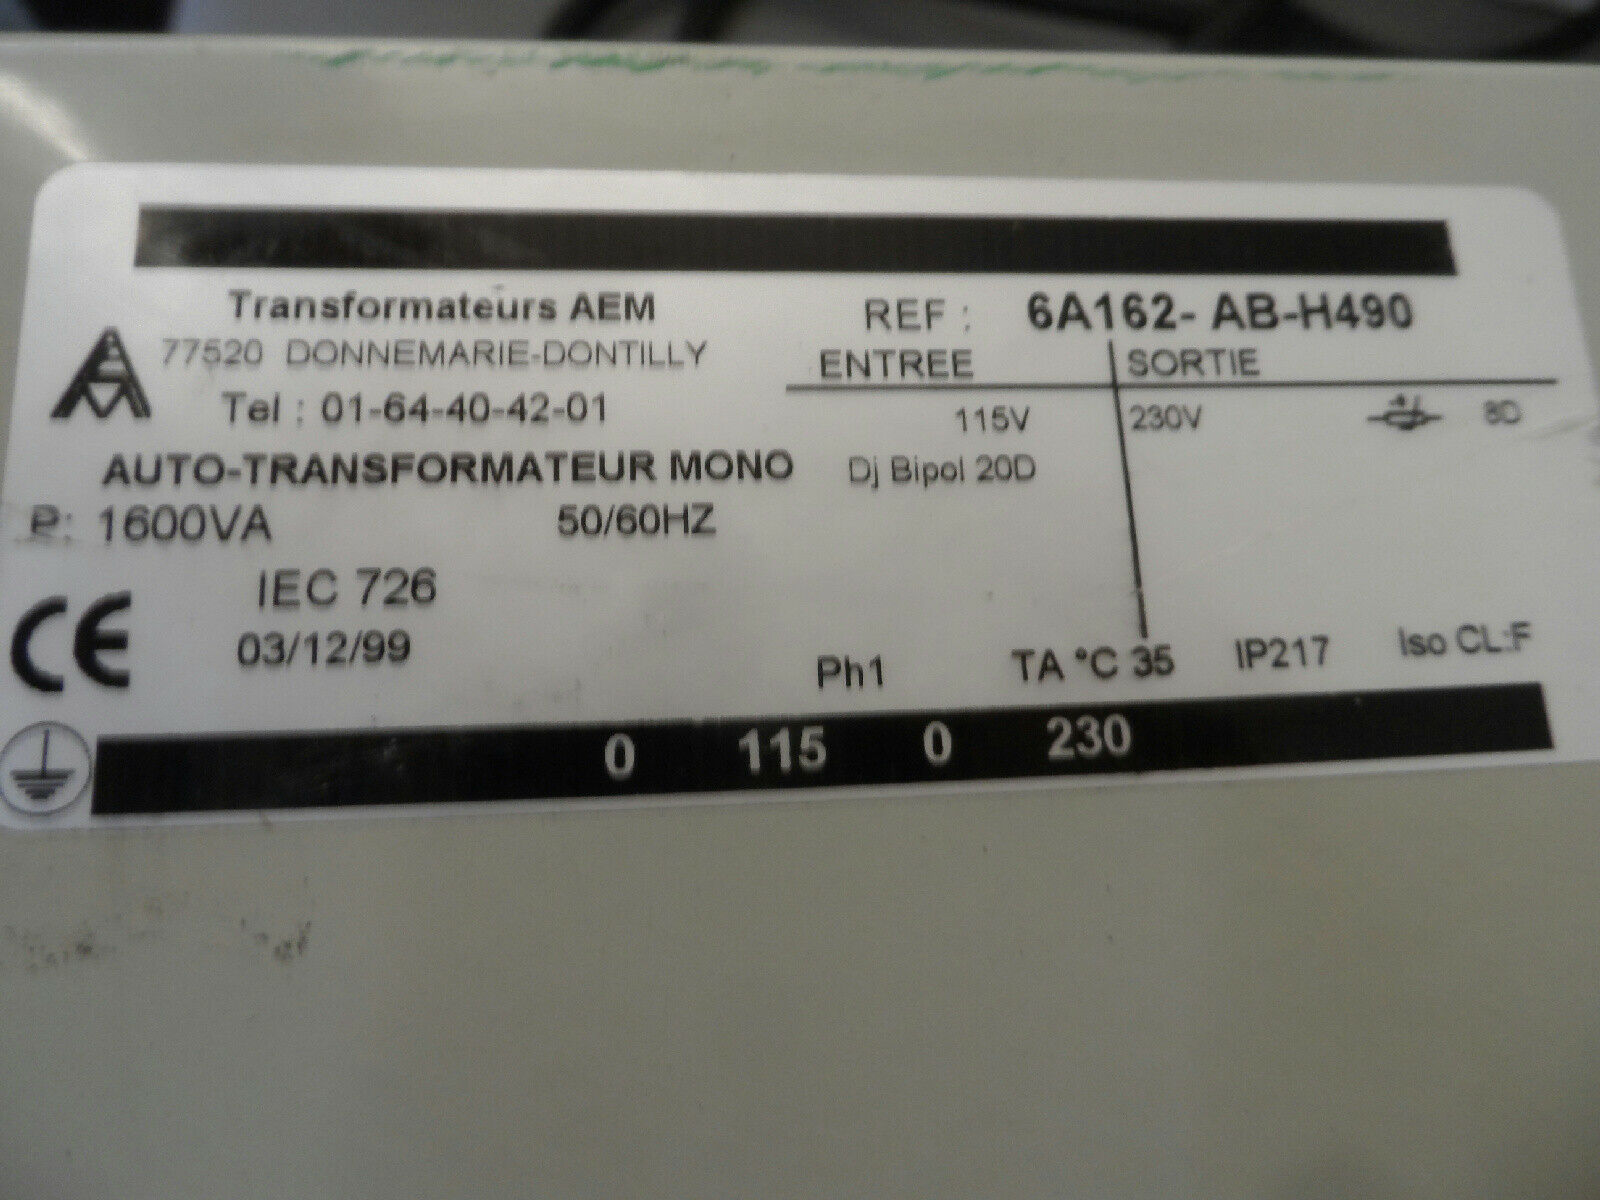 Transformateurs AEM
77520 DONNEMARIE-DONTILLY
Tel : 01-64-40-42-01
AUTO-TRANSFORMATEUR MONO
P: 1600VA 50/60HZ
IEC 726
03/12/99
CE
REF : 6A162- AB-H490
ENTREE SORTIE
115V 230V 8D
Dj Bipol 20D
Ph1 TA °C 35 IP217 Iso CL:F
0 115 0 230